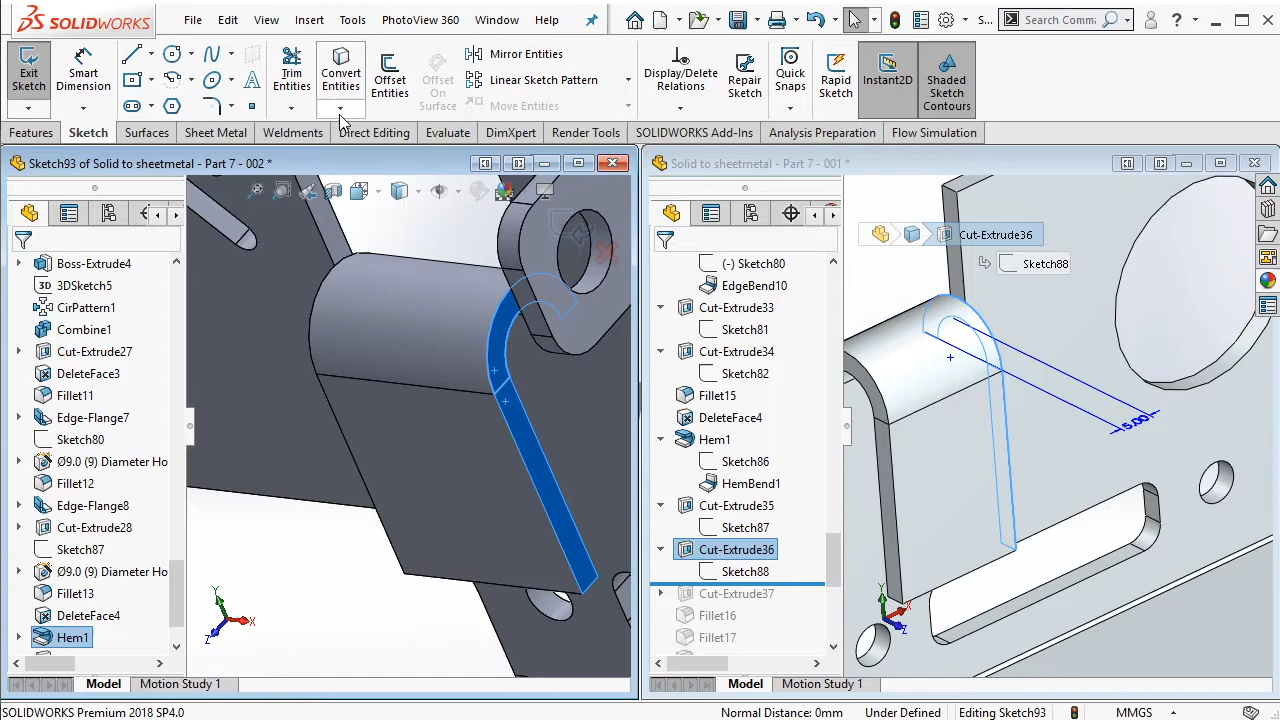 SOLIDWORKS
File Edit View Insert Tools PhotoView 360 Window Help
S... Search Comma
Exit Sketch
Smart Dimension
Trim Entities
Convert Entities
Offset Entities
Offset On Surface
Mirror Entities
Linear Sketch Pattern
Move Entities
Display/Delete Relations
Repair Sketch
Quick Snaps
Rapid Sketch
Instant2D
Shaded Sketch Contours
Features Sketch Surfaces Sheet Metal Weldments Direct Editing Evaluate DimXpert Render Tools SOLIDWORKS Add-Ins Analysis Preparation Flow Simulation
Sketch93 of Solid to sheetmetal - Part 7 - 002 *
Boss-Extrude4
3D 3DSketch5
CirPattern1
Combine1
Cut-Extrude27
DeleteFace3
Fillet11
Edge-Flange7
Sketch80
Ø9.0 (9) Diameter Ho
Fillet12
Edge-Flange8
Cut-Extrude28
Sketch87
Ø9.0 (9) Diameter Ho
Fillet13
DeleteFace4
Hem1
Y X Z
Model Motion Study 1
Solid to sheetmetal - Part 7 - 001 *
(-) Sketch80
EdgeBend10
Cut-Extrude33
Sketch81
Cut-Extrude34
Sketch82
Fillet15
DeleteFace4
Hem1
Sketch86
HemBend1
Cut-Extrude35
Sketch87
Cut-Extrude36
Sketch88
Cut-Extrude37
Fillet16
Fillet17
Cut-Extrude36
Sketch88
5.00
Y X Z
Model Motion Study 1
SOLIDWORKS Premium 2018 SP4.0 Normal Distance: 0mm Under Defined Editing Sketch93 MMGS